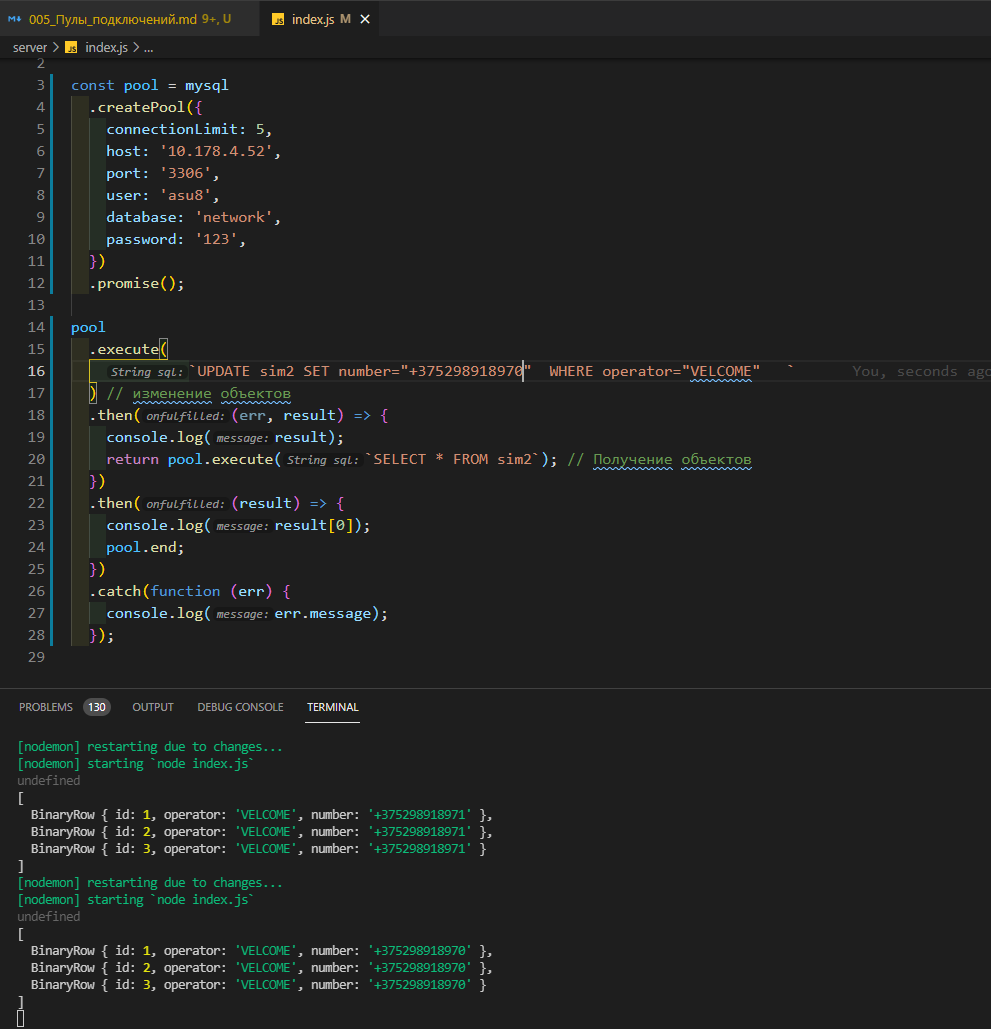 005_Пулы_подключений.md 9+, U
JS index.js M
server > JS index.js > ...
2
3 const pool = mysql
4 .createPool({
5 connectionLimit: 5,
6 host: '10.178.4.52',
7 port: '3306',
8 user: 'asu8',
9 database: 'network',
10 password: '123',
11 })
12 .promise();
13
14 pool
15 .execute(
16 String sql: `UPDATE sim2 SET number="+375298918970"  WHERE operator="VELCOME"   ` You, seconds ago
17 ) // изменение объектов
18 .then( onfulfilled: (err, result) => {
19 console.log( message: result);
20 return pool.execute( String sql: `SELECT * FROM sim2`); // Получение объектов
21 })
22 .then( onfulfilled: (result) => {
23 console.log( message: result[0]);
24 pool.end;
25 })
26 .catch(function (err) {
27 console.log( message: err.message);
28 });
29
PROBLEMS 130 OUTPUT DEBUG CONSOLE TERMINAL
[nodemon] restarting due to changes...
[nodemon] starting `node index.js`
undefined
[
BinaryRow { id: 1, operator: 'VELCOME', number: '+375298918971' },
BinaryRow { id: 2, operator: 'VELCOME', number: '+375298918971' },
BinaryRow { id: 3, operator: 'VELCOME', number: '+375298918971' }
]
[nodemon] restarting due to changes...
[nodemon] starting `node index.js`
undefined
[
BinaryRow { id: 1, operator: 'VELCOME', number: '+375298918970' },
BinaryRow { id: 2, operator: 'VELCOME', number: '+375298918970' },
BinaryRow { id: 3, operator: 'VELCOME', number: '+375298918970' }
]